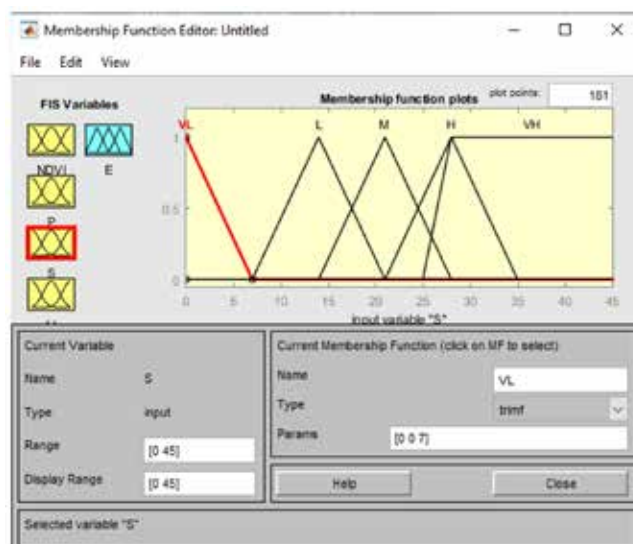 Membership Function Editor: Untitled
File Edit View
FIS Variables
Membership function plots
plot points:
181
NDVI
E
P
S
VL L M H VH
1
0.5
0
0 5 10 15 20 25 30 35 40 45
input variable "S"
Current Variable
Name S
Type input
Range [0 45]
Display Range [0 45]
Current Membership Function (click on MF to select)
Name VL
Type trimf
Params [0 0 7]
Help Close
Selected variable "S"